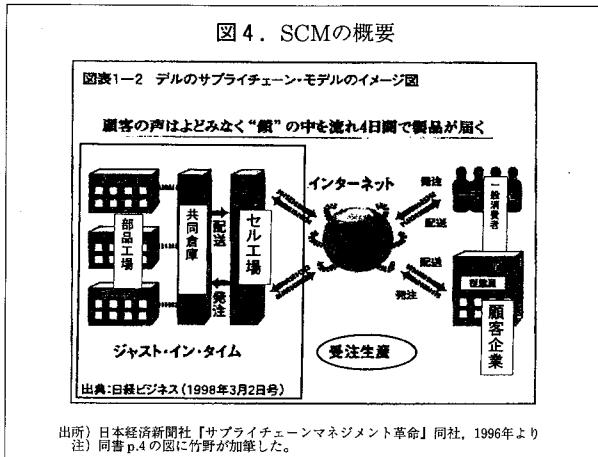 図4．SCMの概要
図表1―2 デルのサプライチェーン・モデルのイメージ図
顧客の声はよどみなく“鎖”の中を流れ4日間で製品が届く
部品工場
共同倉庫
配送
発注
セル工場
インターネット
発注
配送
一般消費者
配送
発注
顧客企業
ジャスト・イン・タイム
受注生産
出典:日経ビジネス(1998年3月2日号)
出所）日本経済新聞社『サプライチェーンマネジメント革命』同社，1996年より
注）同書p.4の図に竹野が加筆した。